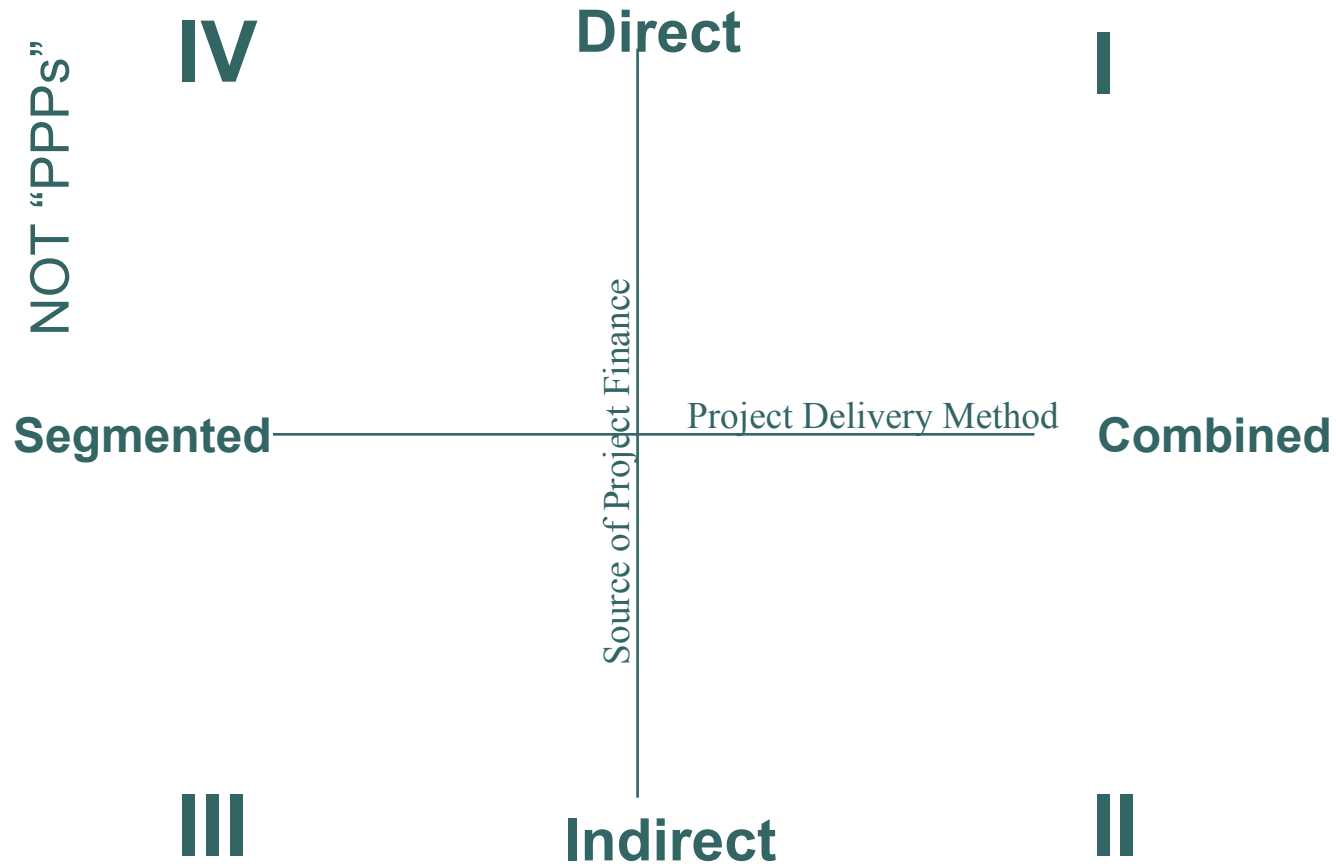 IV
Direct
I
NOT “PPPs”
Source of Project Finance
Project Delivery Method
Segmented
Combined
III
Indirect
II